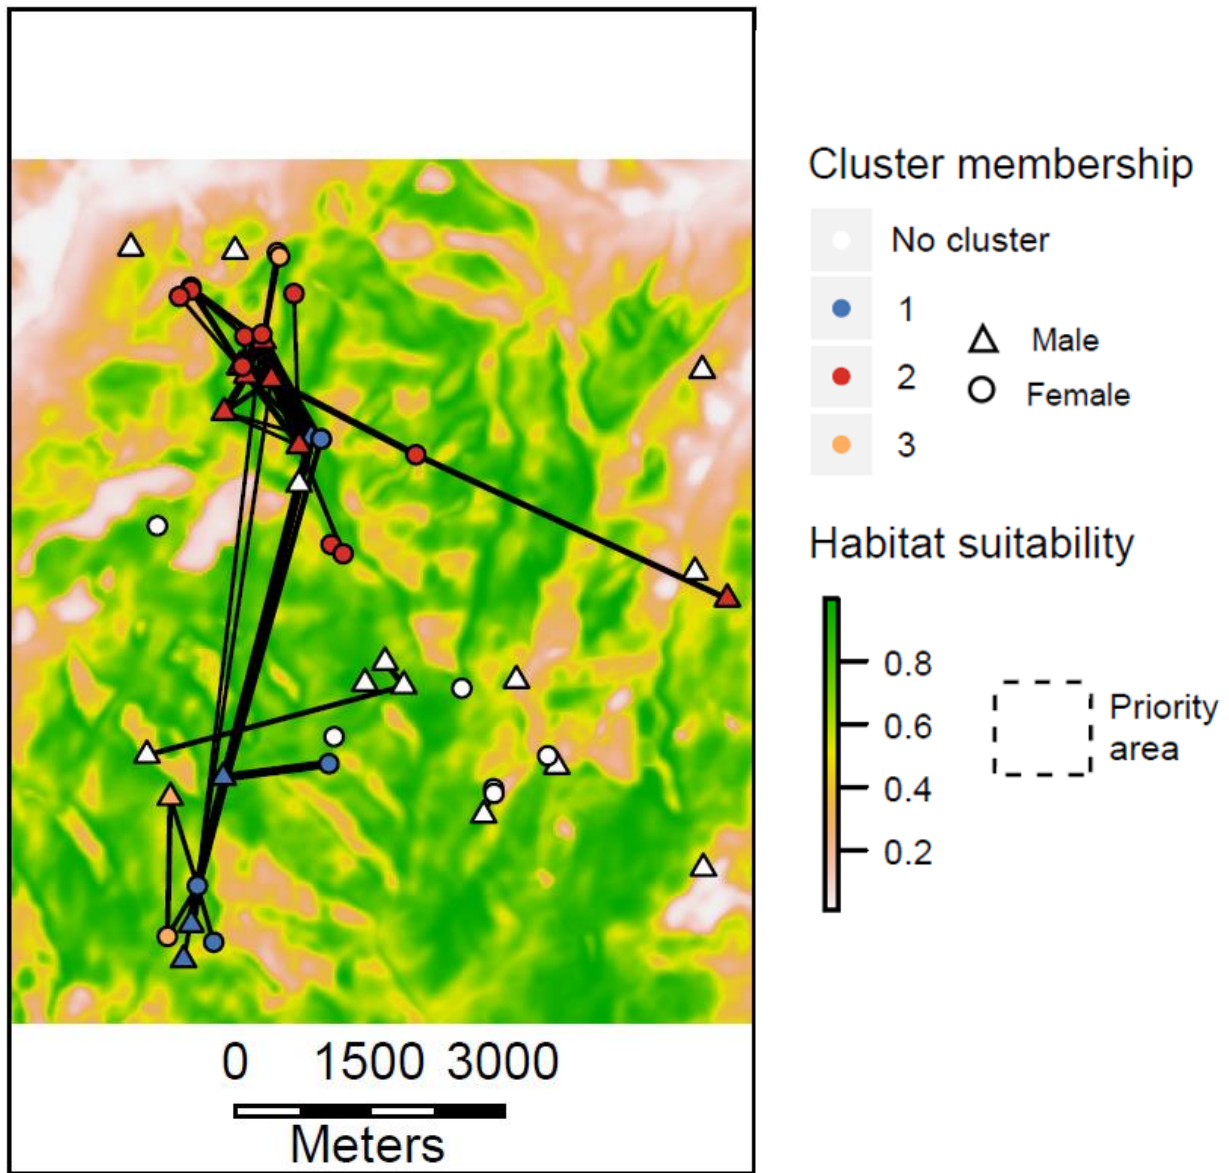 Cluster membership
No cluster
1
2
3
Male
Female
Habitat suitability
0.8
0.6
0.4
0.2
Priority
area
0 1500 3000
Meters